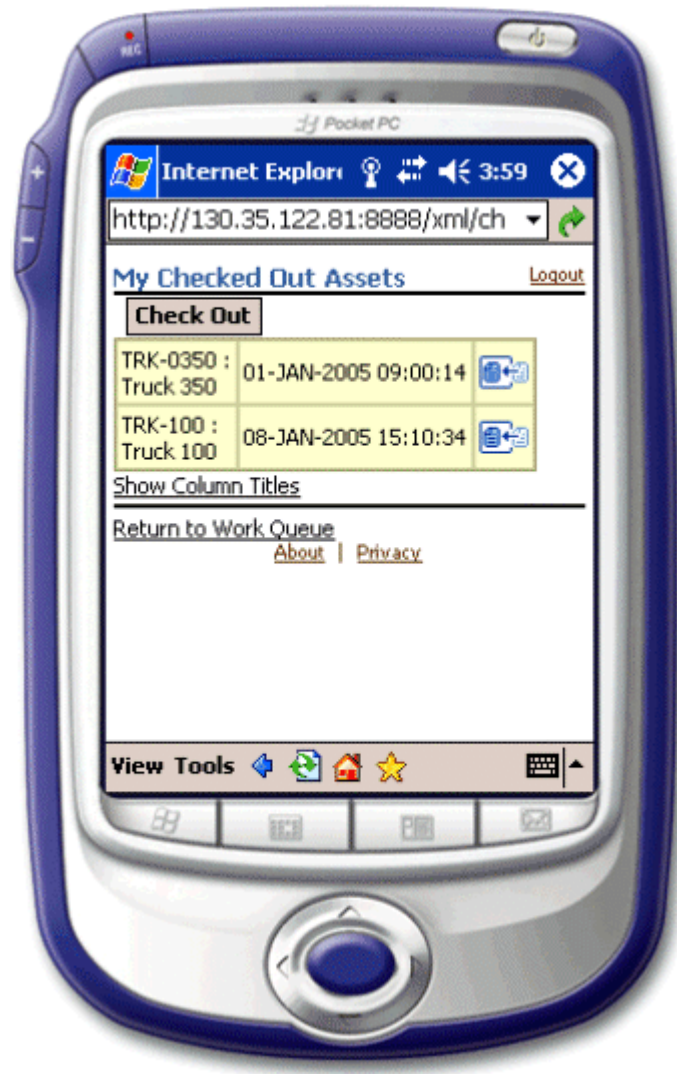 REC
Pocket PC
Internet Explor 3:59
http://130.35.122.81:8888/xml/ch
My Checked Out Assets Logout
Check Out
TRK-0350 :
Truck 350 01-JAN-2005 09:00:14
TRK-100 :
Truck 100 08-JAN-2005 15:10:34
Show Column Titles
Return to Work Queue
About | Privacy
View Tools